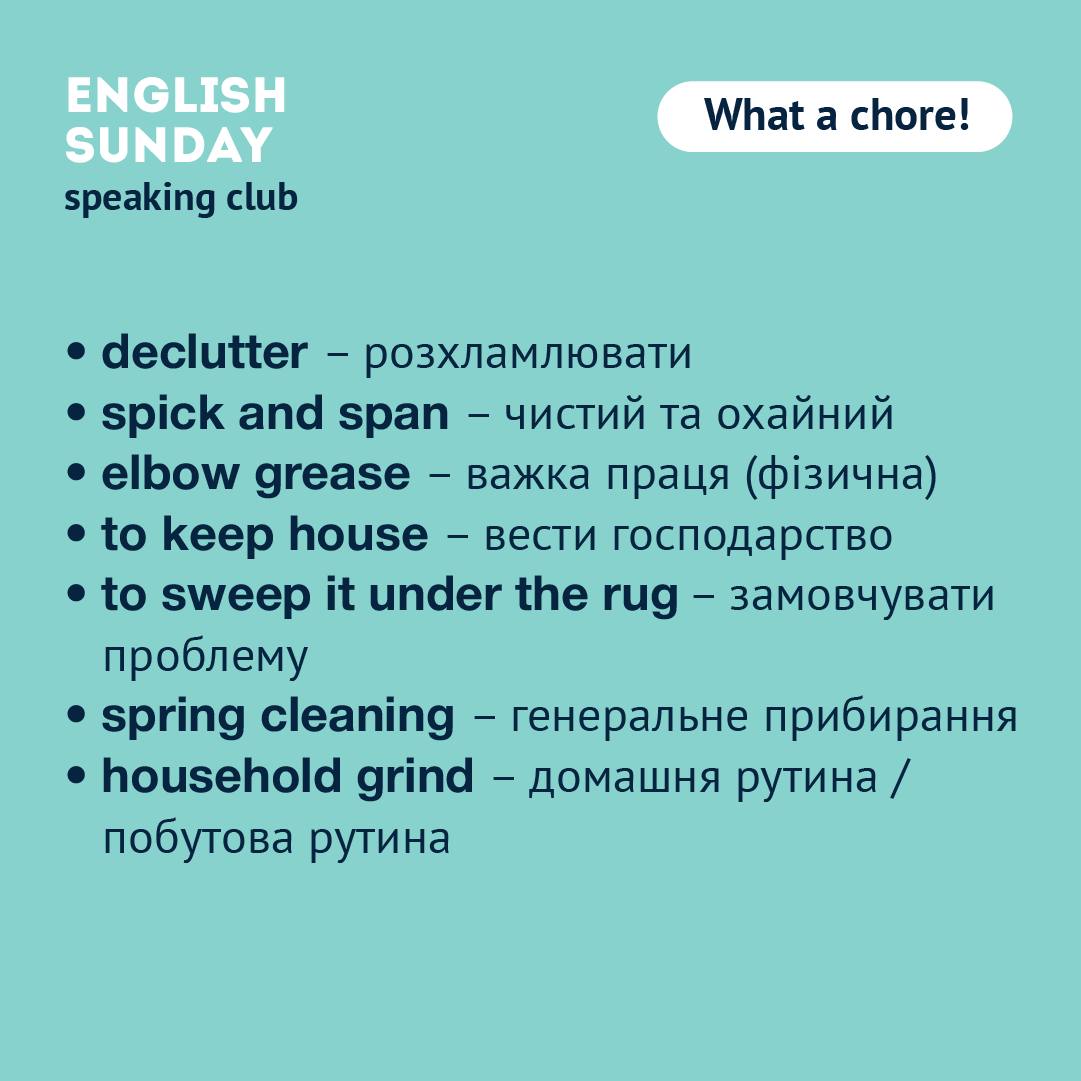 ENGLISH
SUNDAY
speaking club
What a chore!
• declutter – розхламлювати
• spick and span – чистий та охайний
• elbow grease – важка праця (фізична)
• to keep house – вести господарство
• to sweep it under the rug – замовчувати
проблему
• spring cleaning – генеральне прибирання
• household grind – домашня рутина /
побутова рутина